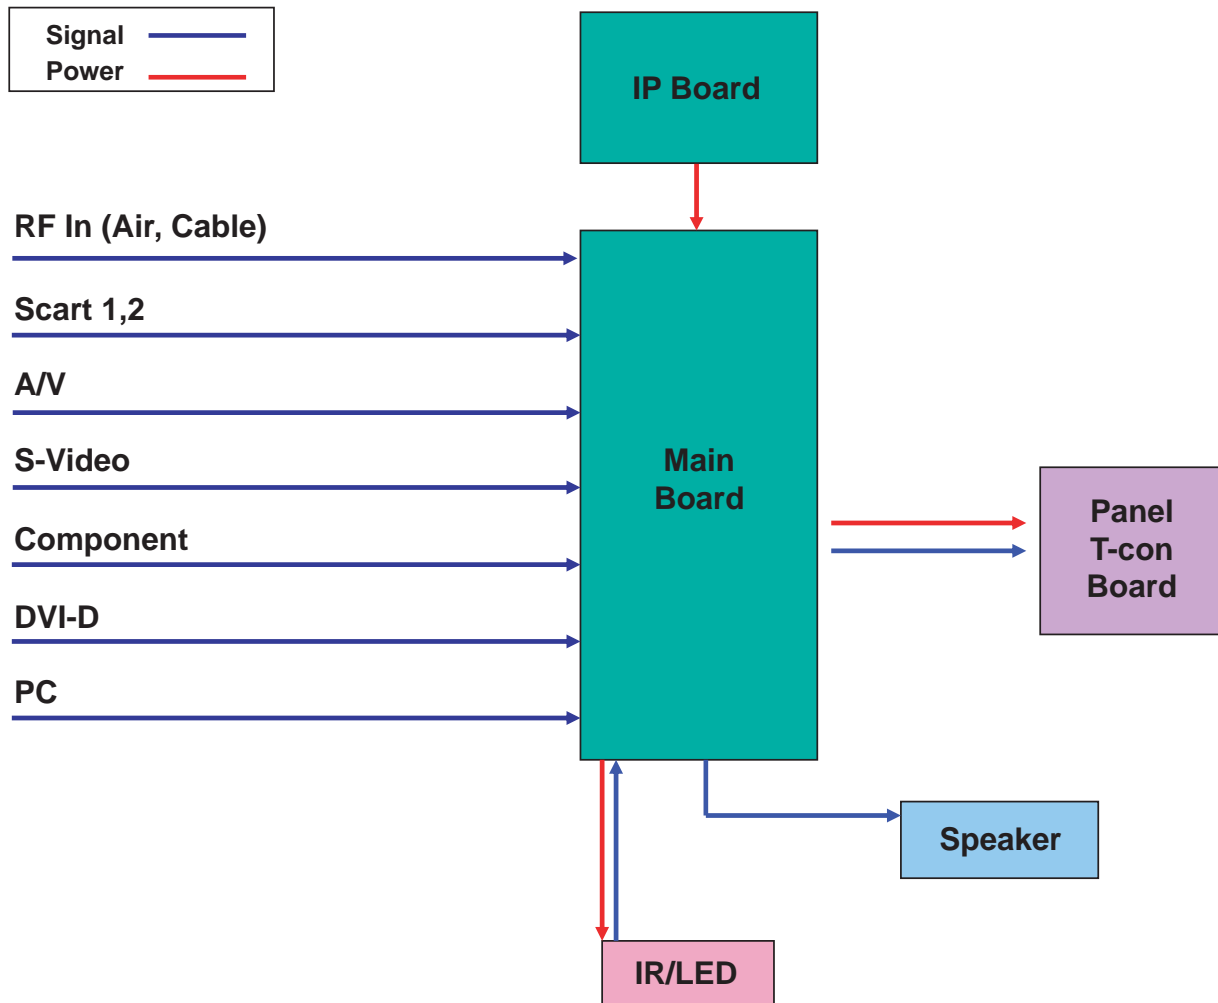 Signal
Power
IP Board
RF In (Air, Cable)
Scart 1,2
A/V
S-Video
Component
DVI-D
PC
Main
Board
Panel
T-con
Board
Speaker
IR/LED